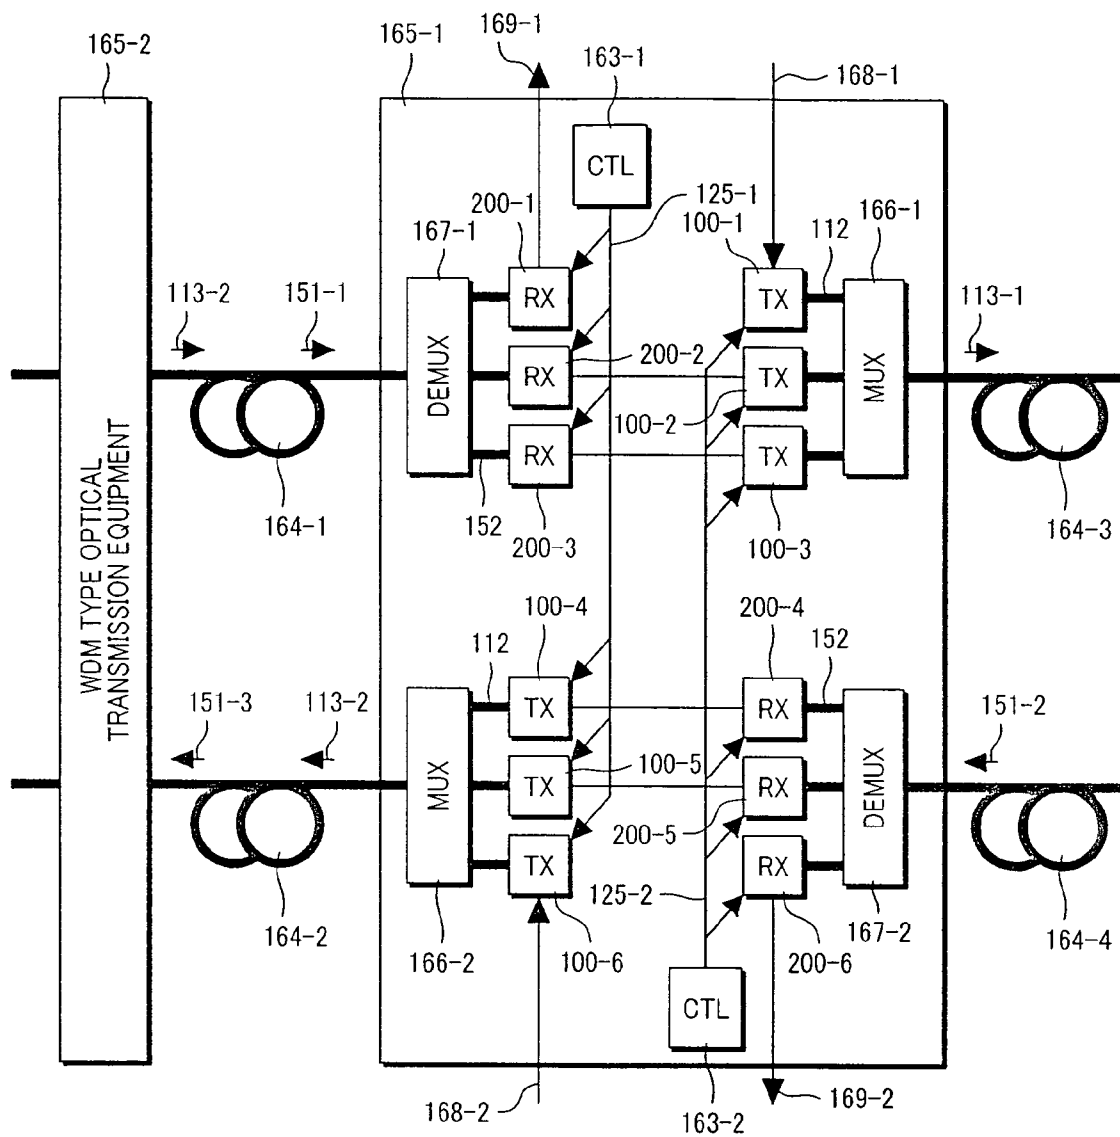 165-2
165-1
169-1
163-1
168-1
CTL
200-1
125-1
100-1
112
166-1
167-1
RX
TX
113-2
151-1
113-1
200-2
DEMUX
RX
TX
MUX
100-2
RX
TX
164-1
152
200-3
100-3
164-3
WDM TYPE OPTICAL
TRANSMISSION EQUIPMENT
100-4
200-4
112
152
TX
RX
151-3
113-2
151-2
100-5
MUX
TX
RX
DEMUX
200-5
TX
RX
125-2
164-2
166-2
100-6
200-6
167-2
164-4
CTL
168-2
163-2
169-2